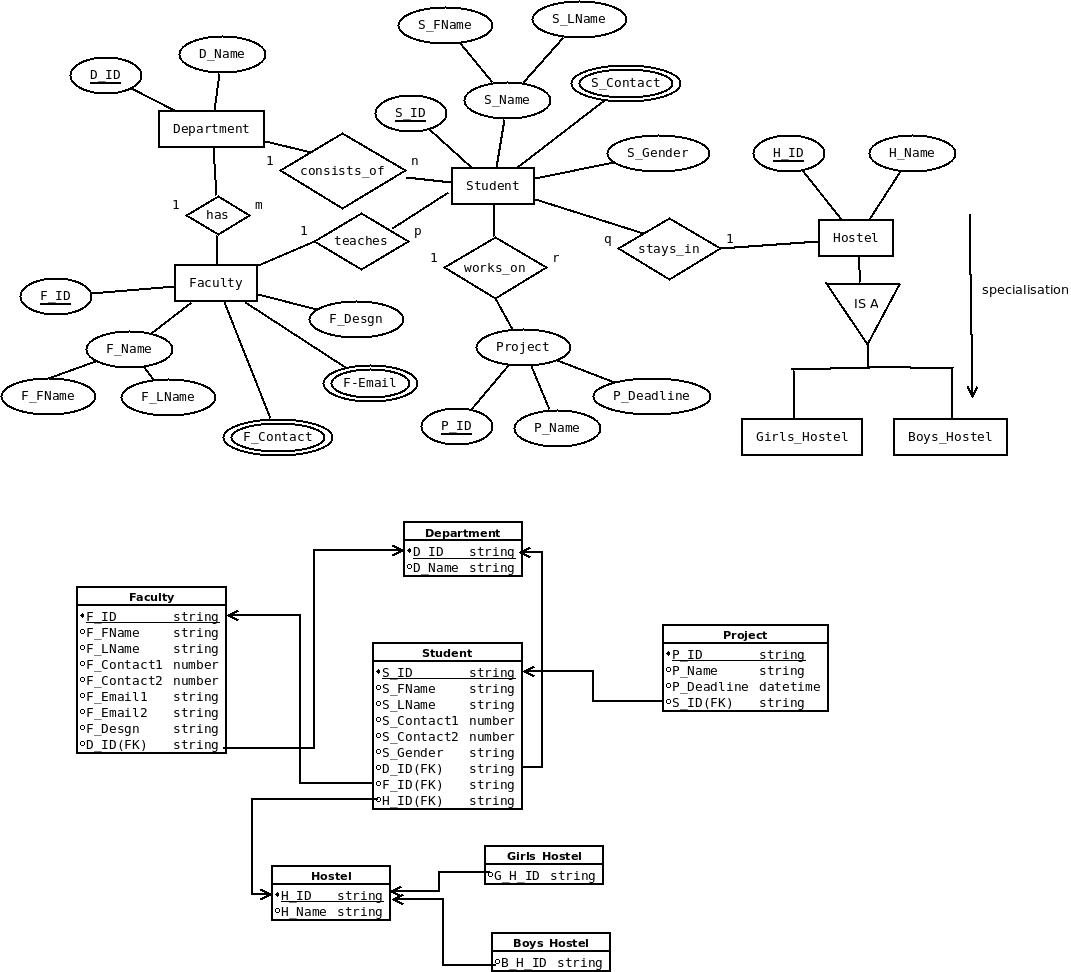 S_FName
S_LName
D_Name
D_ID
S_Contact
S_Name
S_ID
Department
S_Gender
H_ID
H_Name
1
consists_of
n
Student
1
has
m
1
teaches
p
q
stays_in
1
Hostel
1
works_on
r
Faculty
F_ID
specialisation
IS A
F_Desgn
F_Name
Project
F-Email
F_FName
F_LName
P_Deadline
P_ID
P_Name
F_Contact
Girls_Hostel
Boys_Hostel
Department
D_ID string
D_Name string
Faculty
F_ID string
F_FName string
F_LName string
F_Contact1 number
F_Contact2 number
F_Email1 string
F_Email2 string
F_Desgn string
D_ID(FK) string
Student
S_ID string
S_FName string
S_LName string
S_Contact1 number
S_Contact2 number
S_Gender string
D_ID(FK) string
F_ID(FK) string
H_ID(FK) string
Project
P_ID string
P_Name string
P_Deadline datetime
S_ID(FK) string
Girls Hostel
G_H_ID string
Hostel
H_ID string
H_Name string
Boys Hostel
B_H_ID string